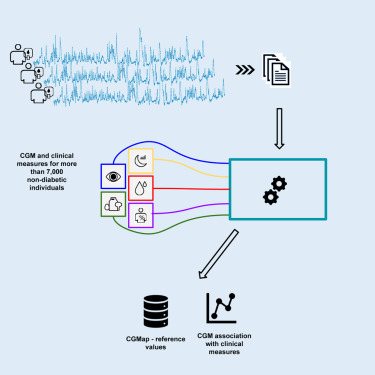 CGM and clinical
measures for more
than 7,000
non-diabetic
individuals
CGMap - reference
values
CGM association
with clinical
measures